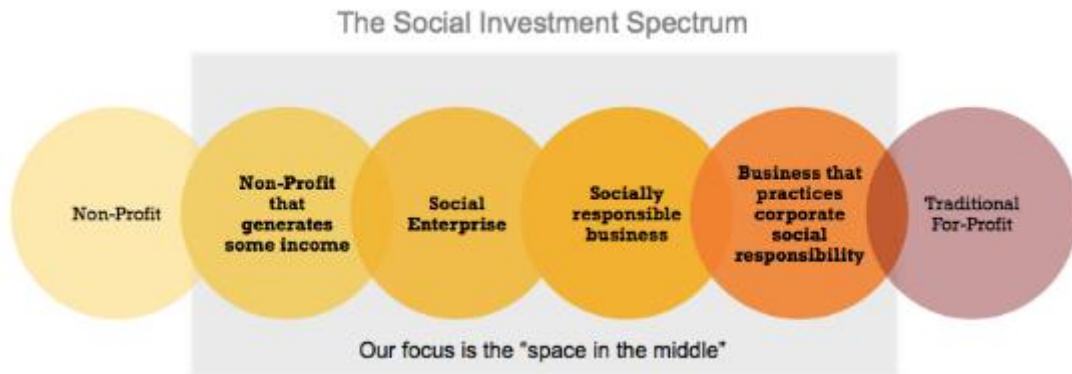 The Social Investment Spectrum
Non-Profit
Non-Profit
that
generates
some income
Social
Enterprise
Socially
responsible
business
Business that
practices
corporate
social
responsibility
Traditional
For-Profit
Our focus is the “space in the middle”